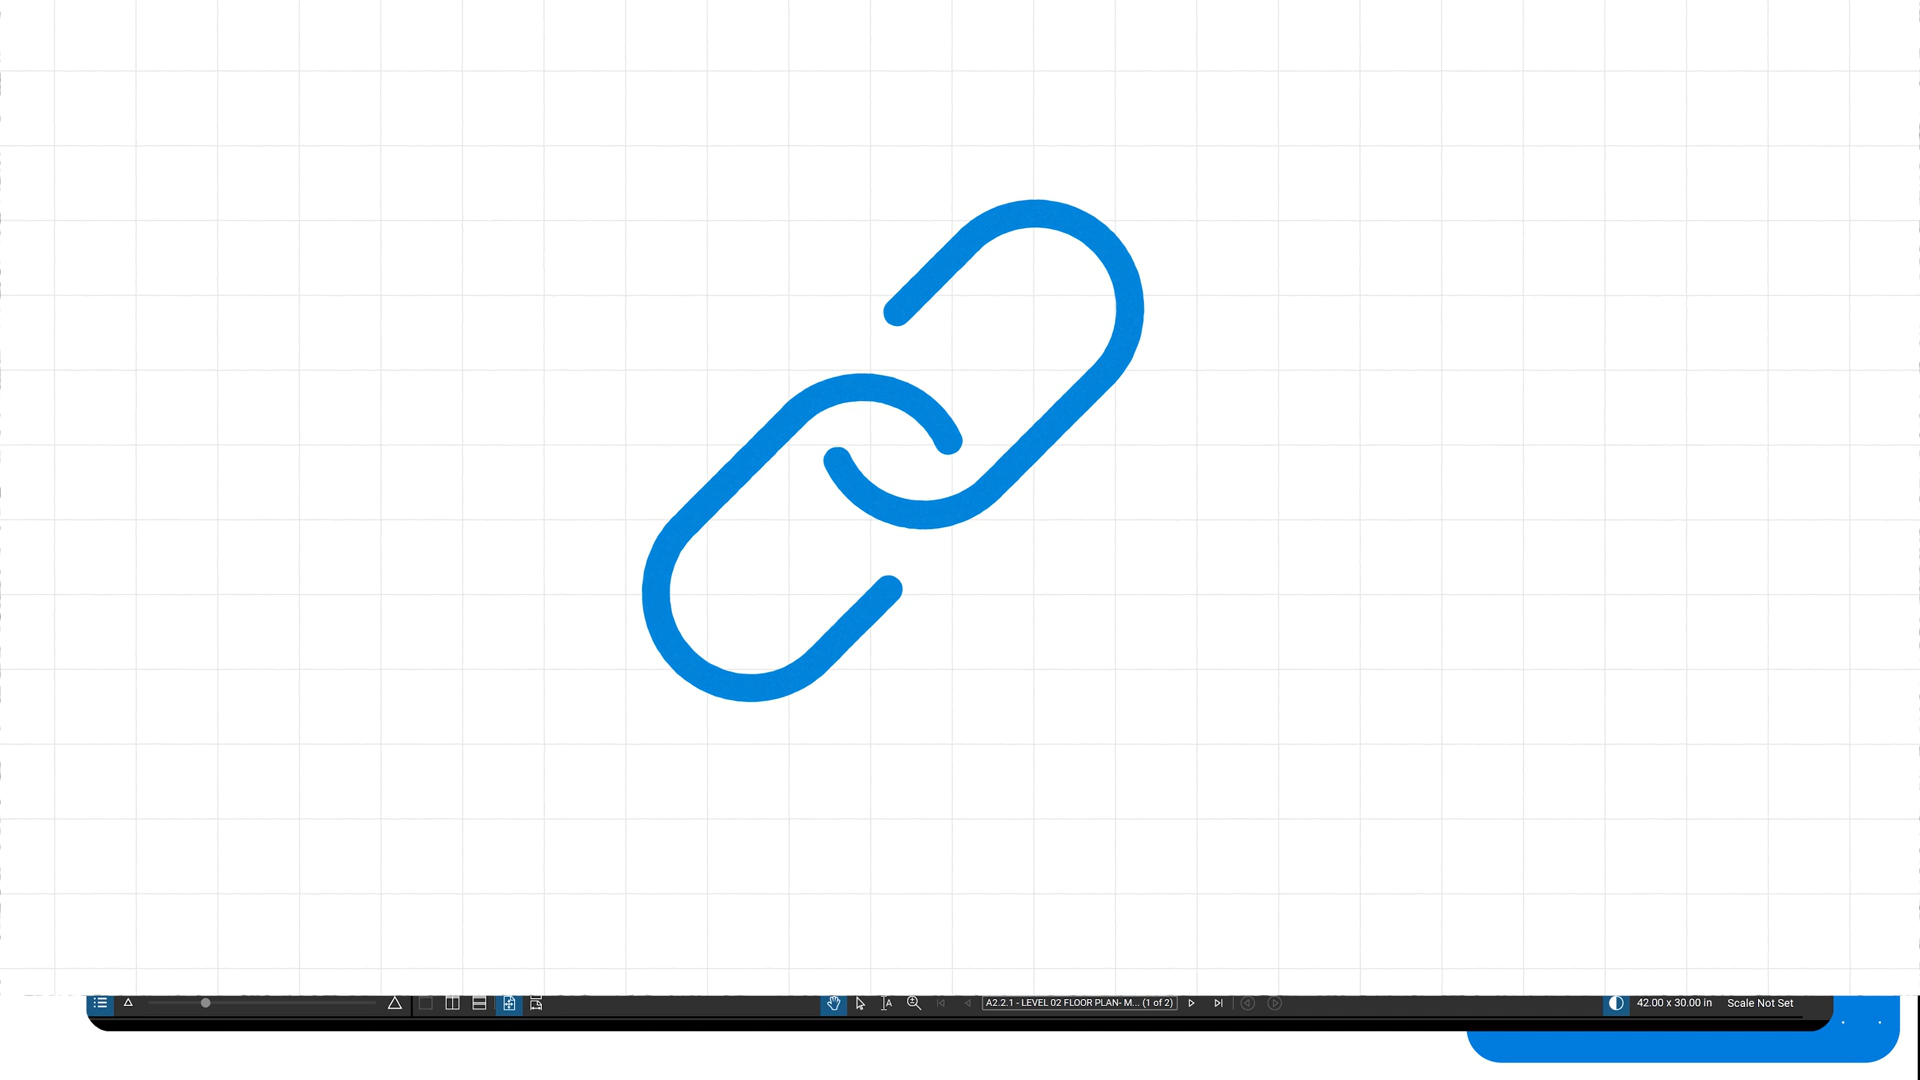 A2.2.1 - LEVEL 02 FLOOR PLAN- M... (1 of 2)
42.00 x 30.00 in
Scale Not Set